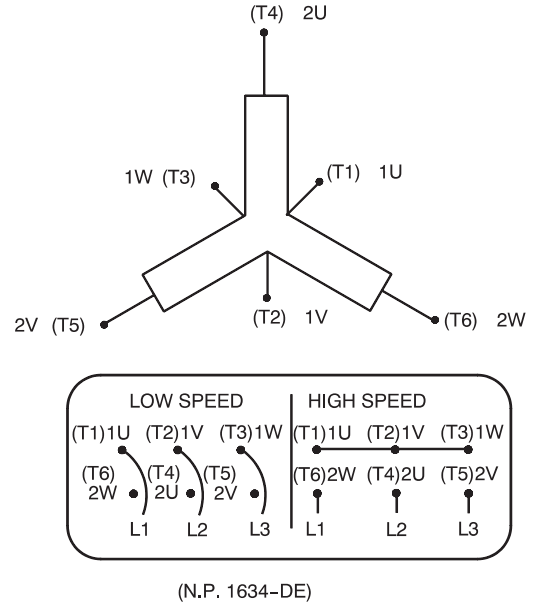 (T4) 2U
1W (T3)
(T1) 1U
2V (T5)
(T2) 1V
(T6) 2W
LOW SPEED HIGH SPEED
(T1)1U (T2)1V (T3)1W (T1)1U (T2)1V (T3)1W
(T6) (T4) (T5) (T6)2W (T4)2U (T5)2V
2W 2U 2V
L1 L2 L3 L1 L2 L3
(N.P. 1634-DE)